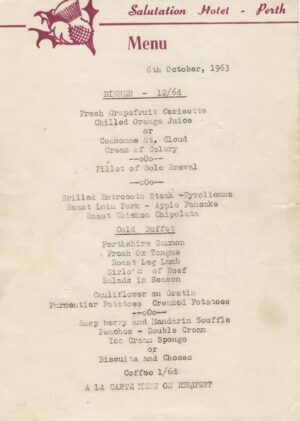 Salutation Hotel - Perth
Menu
6th October, 1963
DINNER - 12/6d
Fresh Grapefruit Cerisette
Chilled Orange Juice
or
Consomme St. Cloud
Cream of Celery
---oOo---
Fillet of Sole Breval
---oOo---
Grilled Entrecote Steak -Tyrolienne
Roast Loin Pork - Apple Pancake
Roast Chicken Chipolata
Cold Buffet
Perthshire Gammon
Fresh Ox Tongue
Roast Leg Lamb
Sirloin of Beef
Salads in Season
Cauliflower au Gratin
Parmentier Potatoes Creamed Potatoes
---oOo---
Raspberry and Mandarin Souffle
Peaches - Double Cream
Ice Cream Sponge
or
Biscuits and Cheese
Coffee 1/6d
A LA CARTE MENU ON REQUEST